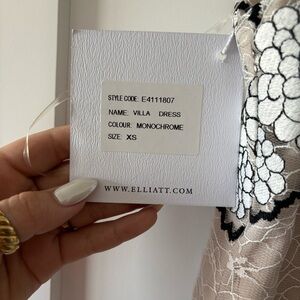 STYLE CODE: E4111807
NAME: VILLA DRESS
COLOUR: MONOCHROME
SIZE: XS
WWW.ELLIATT.COM